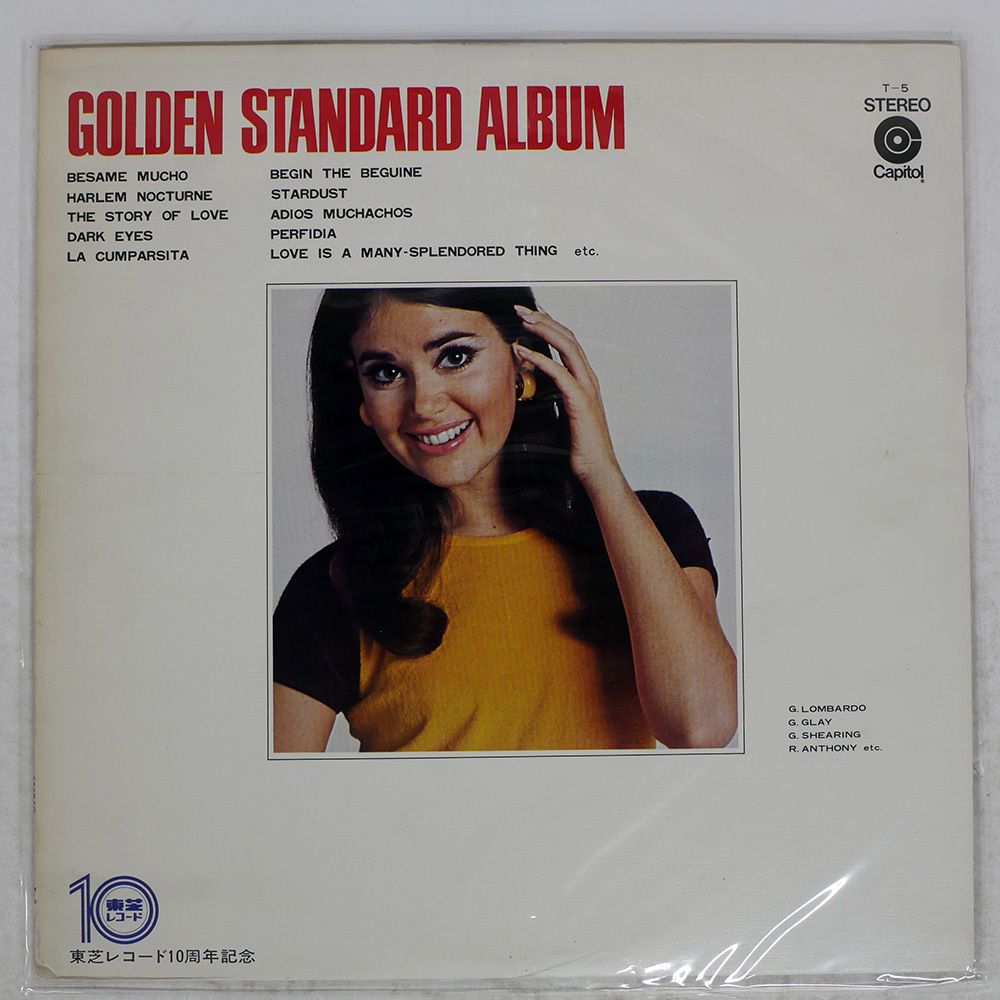 GOLDEN STANDARD ALBUM
BESAME MUCHO
HARLEM NOCTURNE
THE STORY OF LOVE
DARK EYES
LA CUMPARSITA
BEGIN THE BEGUINE
STARDUST
ADIOS MUCHACHOS
PERFIDIA
LOVE IS A MANY-SPLENDORED THING etc.
T-5
STEREO
Capitol®
G. LOMBARDO
G. GLAY
G. SHEARING
R. ANTHONY etc.
10
東芝
レコード
東芝レコード10周年記念